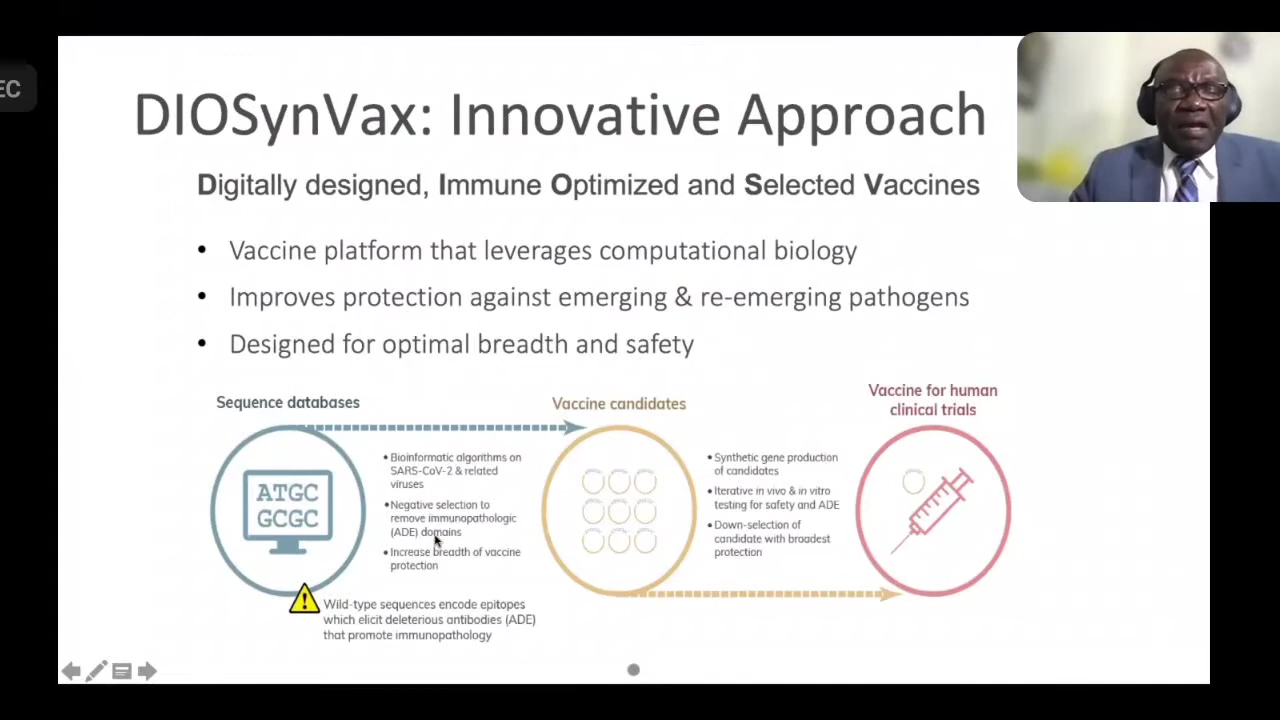 EC
DIOSynVax: Innovative Approach
Digitally designed, Immune Optimized and Selected Vaccines
• Vaccine platform that leverages computational biology
• Improves protection against emerging & re-emerging pathogens
• Designed for optimal breadth and safety
Sequence databases
ATGC
GCGC
• Bioinformatic algorithms on
SARS-CoV-2 & related
viruses
• Negative selection to
remove immunopathologic
(ADE) domains
• Increase breadth of vaccine
protection
Wild-type sequences encode epitopes
which elicit deleterious antibodies (ADE)
that promote immunopathology
Vaccine candidates
• Synthetic gene production
of candidates
• Iterative in vivo & in vitro
testing for safety and ADE
• Down-selection of
candidate with broadest
protection
Vaccine for human
clinical trials